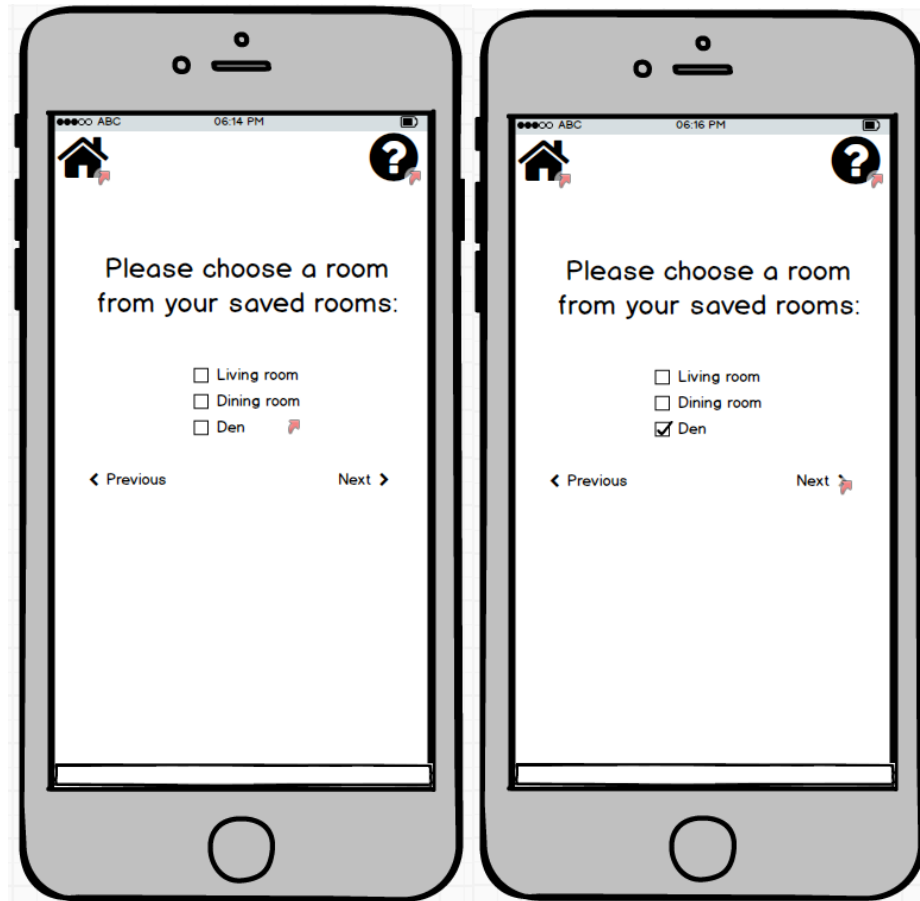 ABC 06:14 PM
?
Please choose a room
from your saved rooms:
Living room
Dining room
Den
Previous Next
ABC 06:16 PM
?
Please choose a room
from your saved rooms:
Living room
Dining room
Den
Previous Next